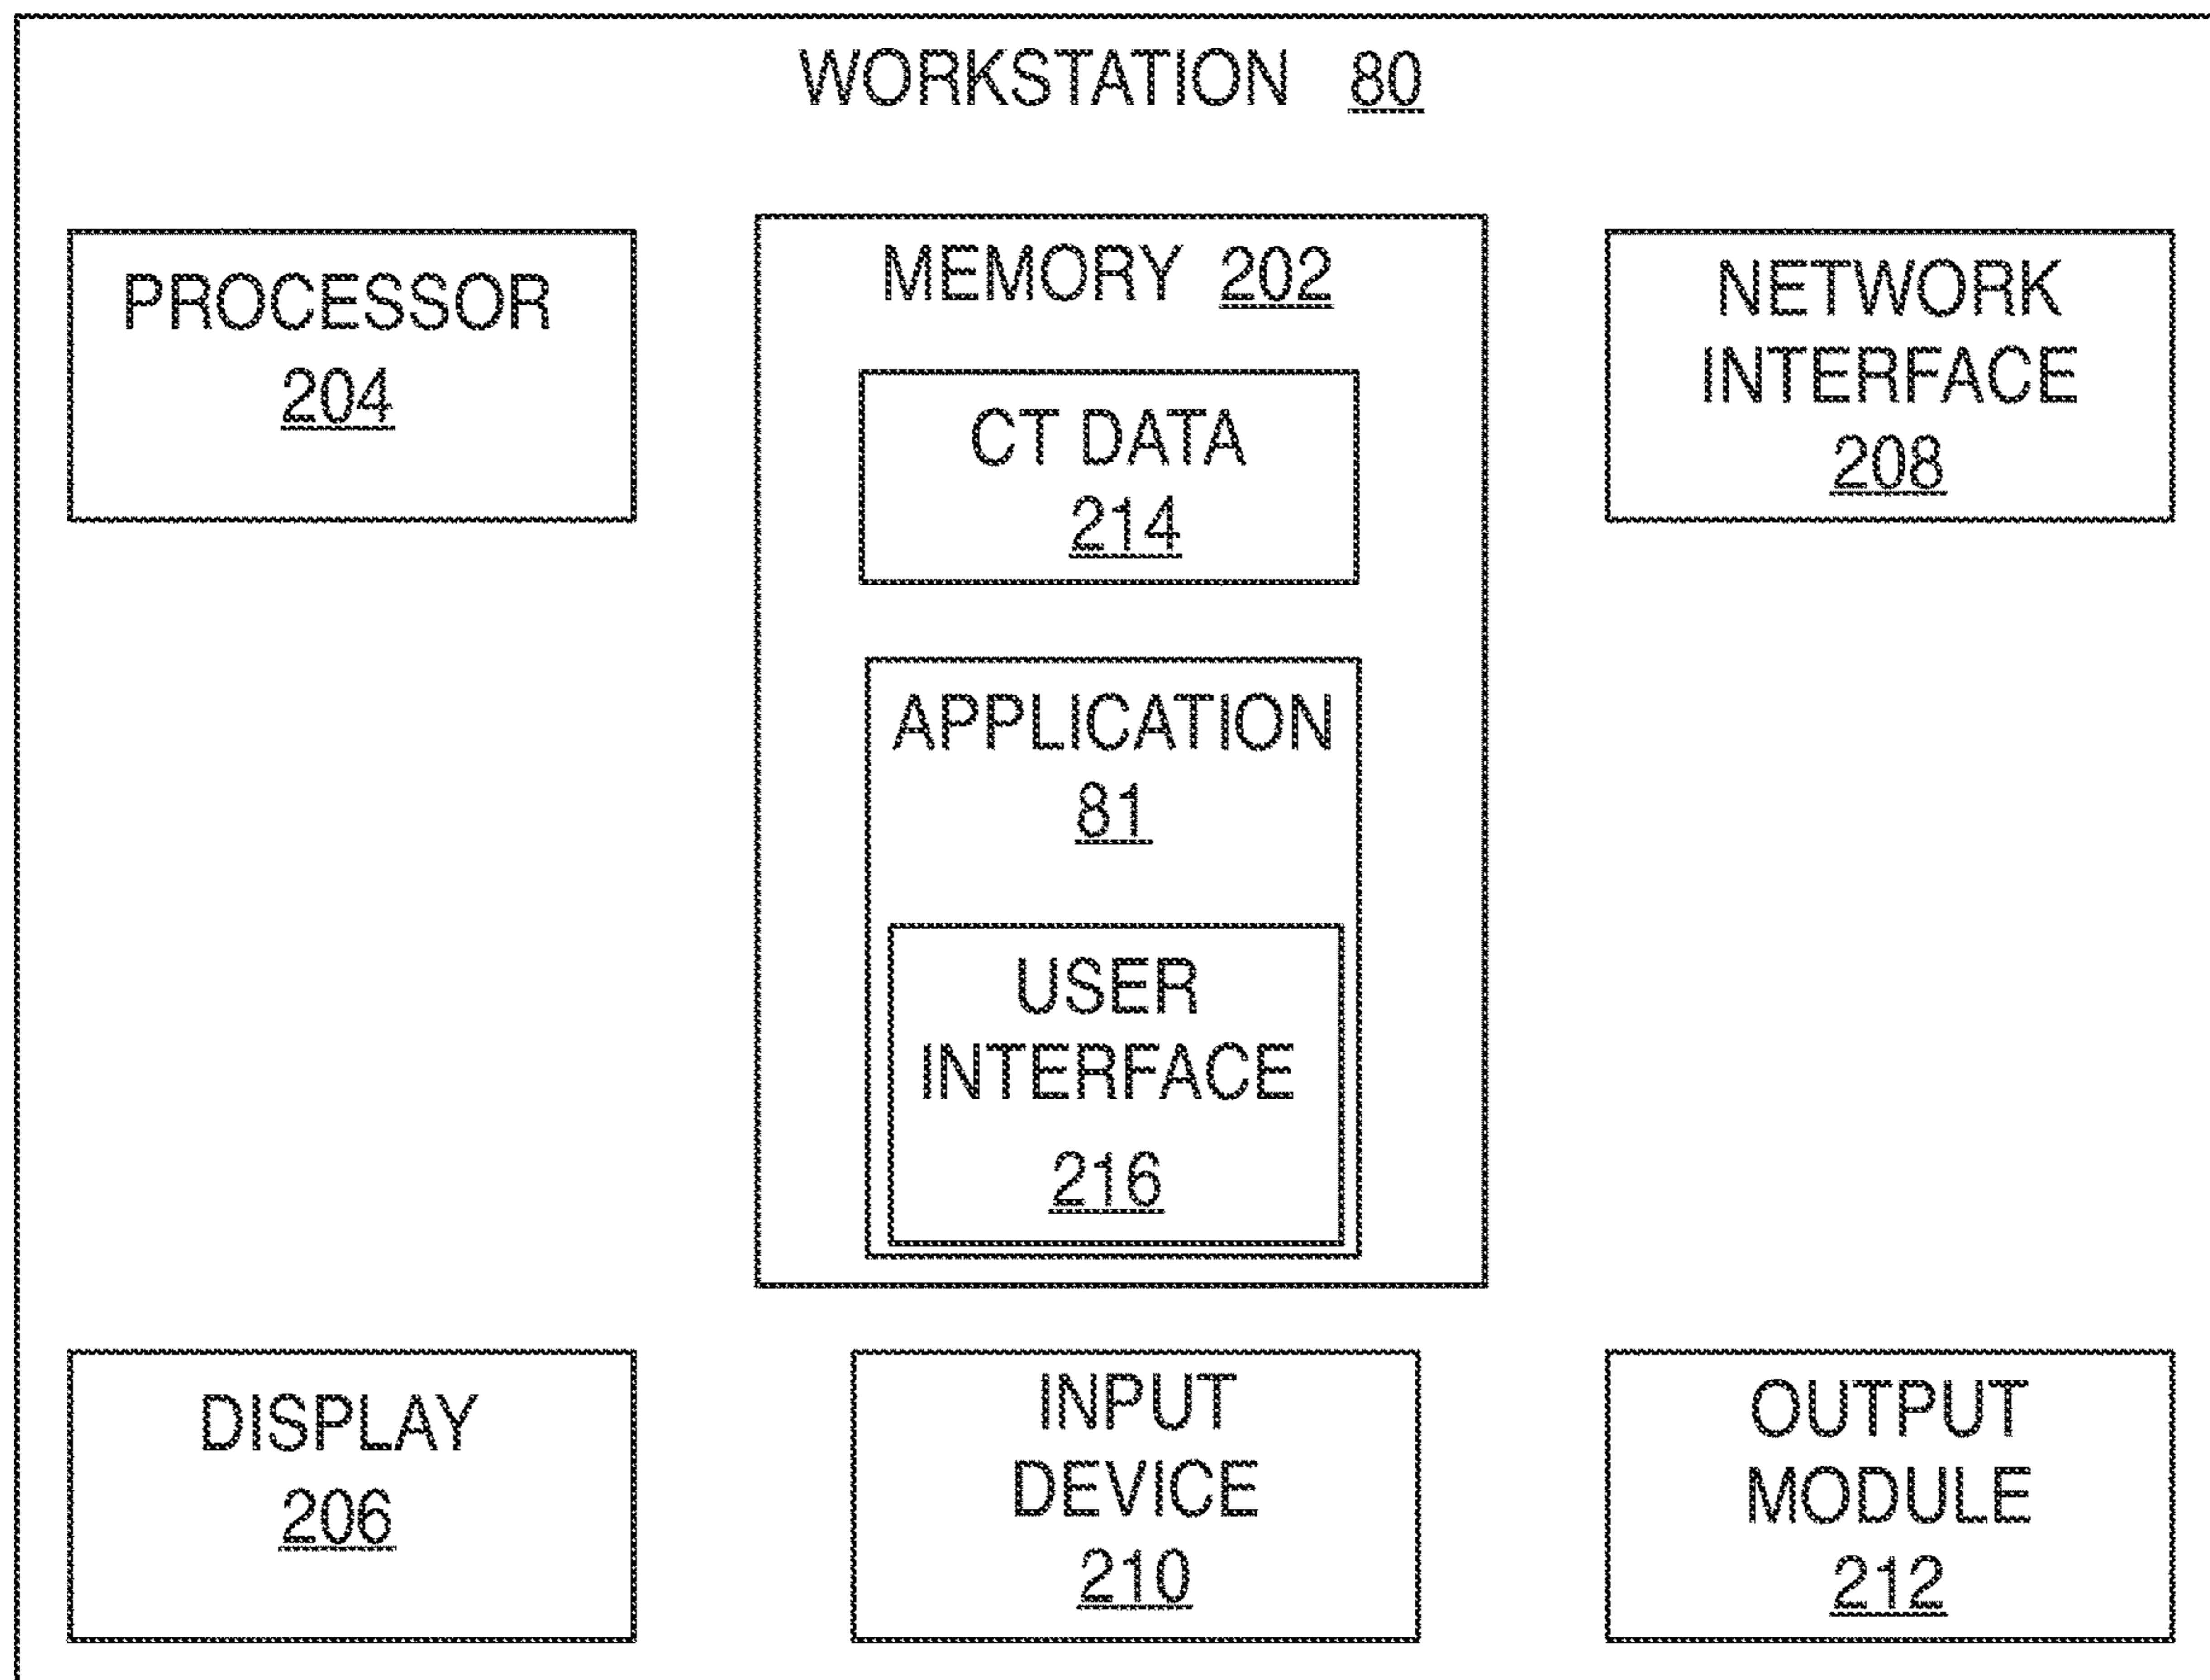 WORKSTATION 80
PROCESSOR
204
MEMORY 202
CT DATA
214
APPLICATION
81
USER
INTERFACE
216
NETWORK
INTERFACE
208
DISPLAY
206
INPUT
DEVICE
210
OUTPUT
MODULE
212